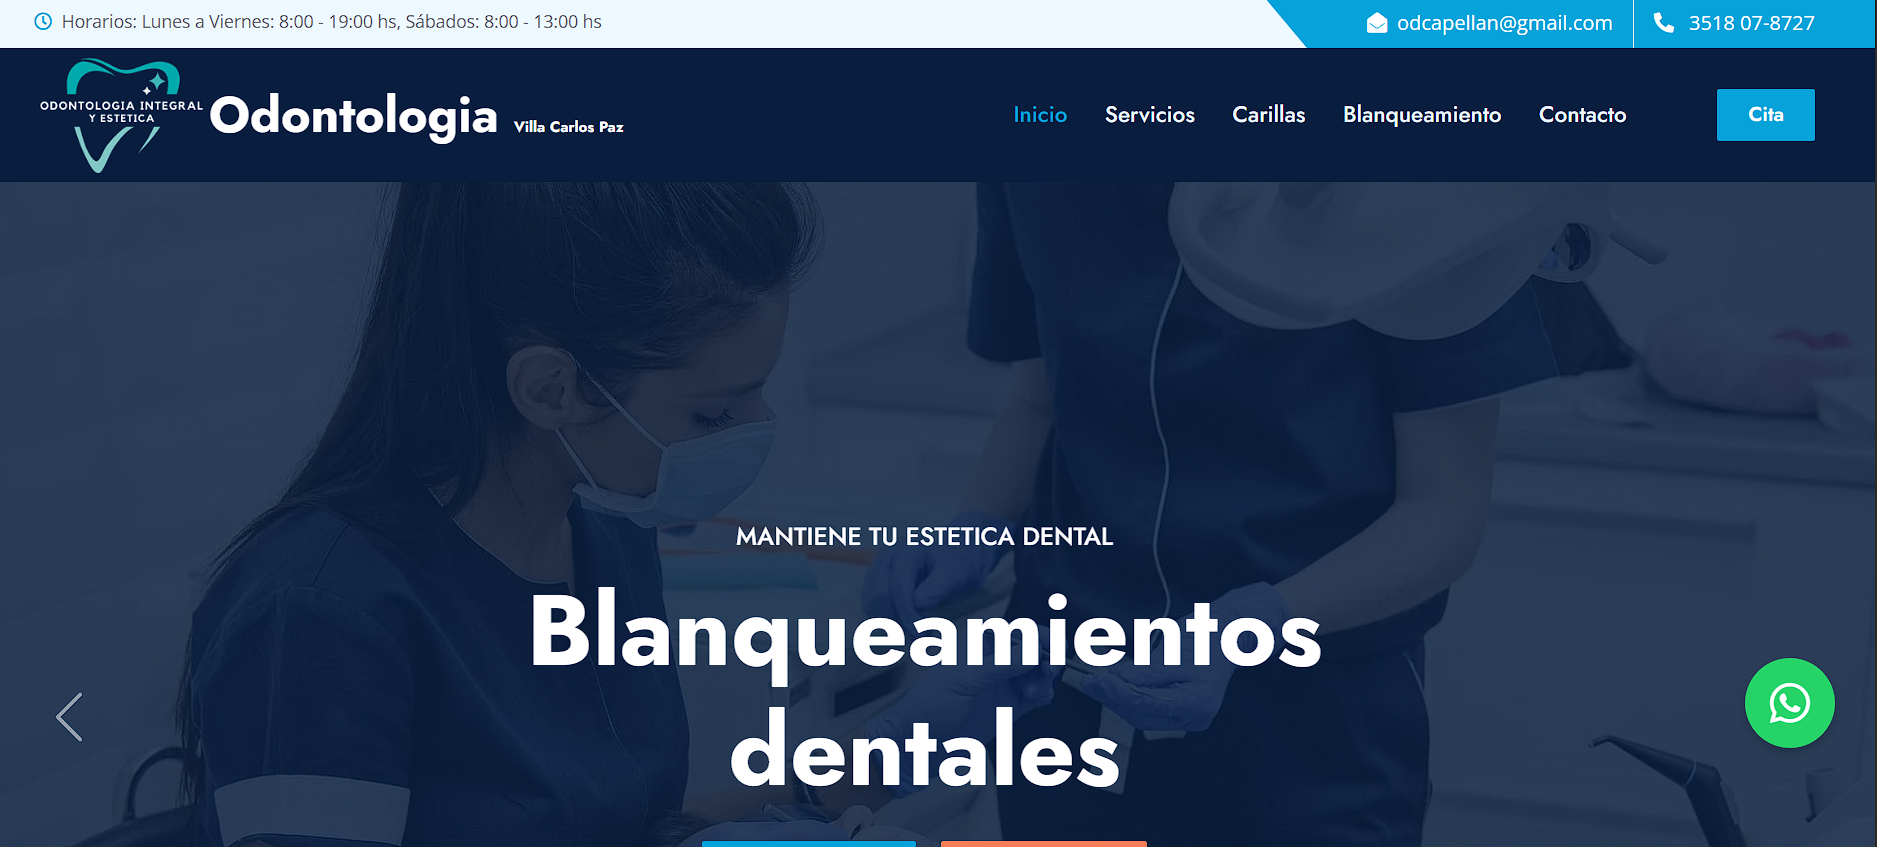 Horarios: Lunes a Viernes: 8:00 - 19:00 hs, Sábados: 8:00 - 13:00 hs
odcapellan@gmail.com
3518 07-8727
ODONTOLOGIA INTEGRAL
Y ESTETICA
Odontologia Villa Carlos Paz
Inicio Servicios Carillas Blanqueamiento Contacto Cita
MANTIENE TU ESTETICA DENTAL
Blanqueamientos
dentales